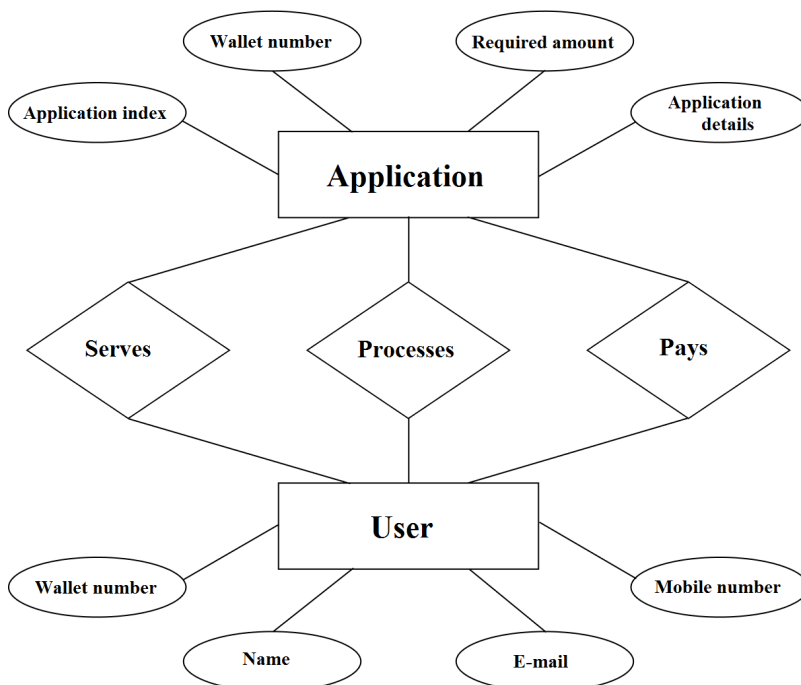 Wallet number
Required amount
Application index
Application
details
Application
Serves
Processes
Pays
User
Wallet number
Mobile number
Name
E-mail